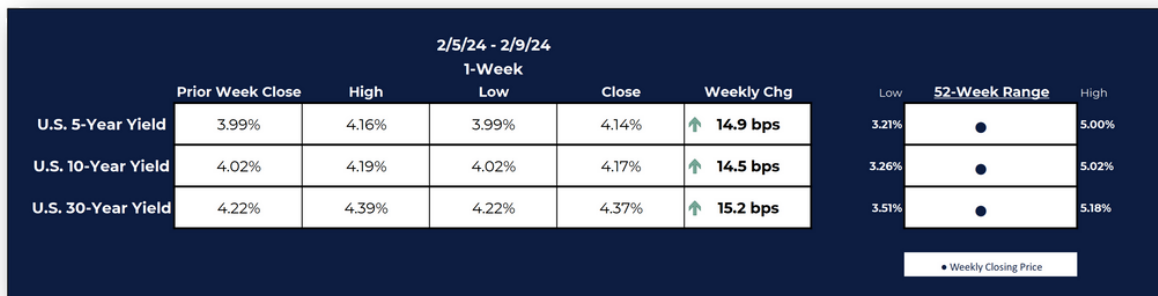 2/5/24 - 2/9/24
1-Week
Prior Week Close High Low Close Weekly Chg Low 52-Week Range High
U.S. 5-Year Yield 3.99% 4.16% 3.99% 4.14% 14.9 bps 3.21% 5.00%
U.S. 10-Year Yield 4.02% 4.19% 4.02% 4.17% 14.5 bps 3.26% 5.02%
U.S. 30-Year Yield 4.22% 4.39% 4.22% 4.37% 15.2 bps 3.51% 5.18%
Weekly Closing Price